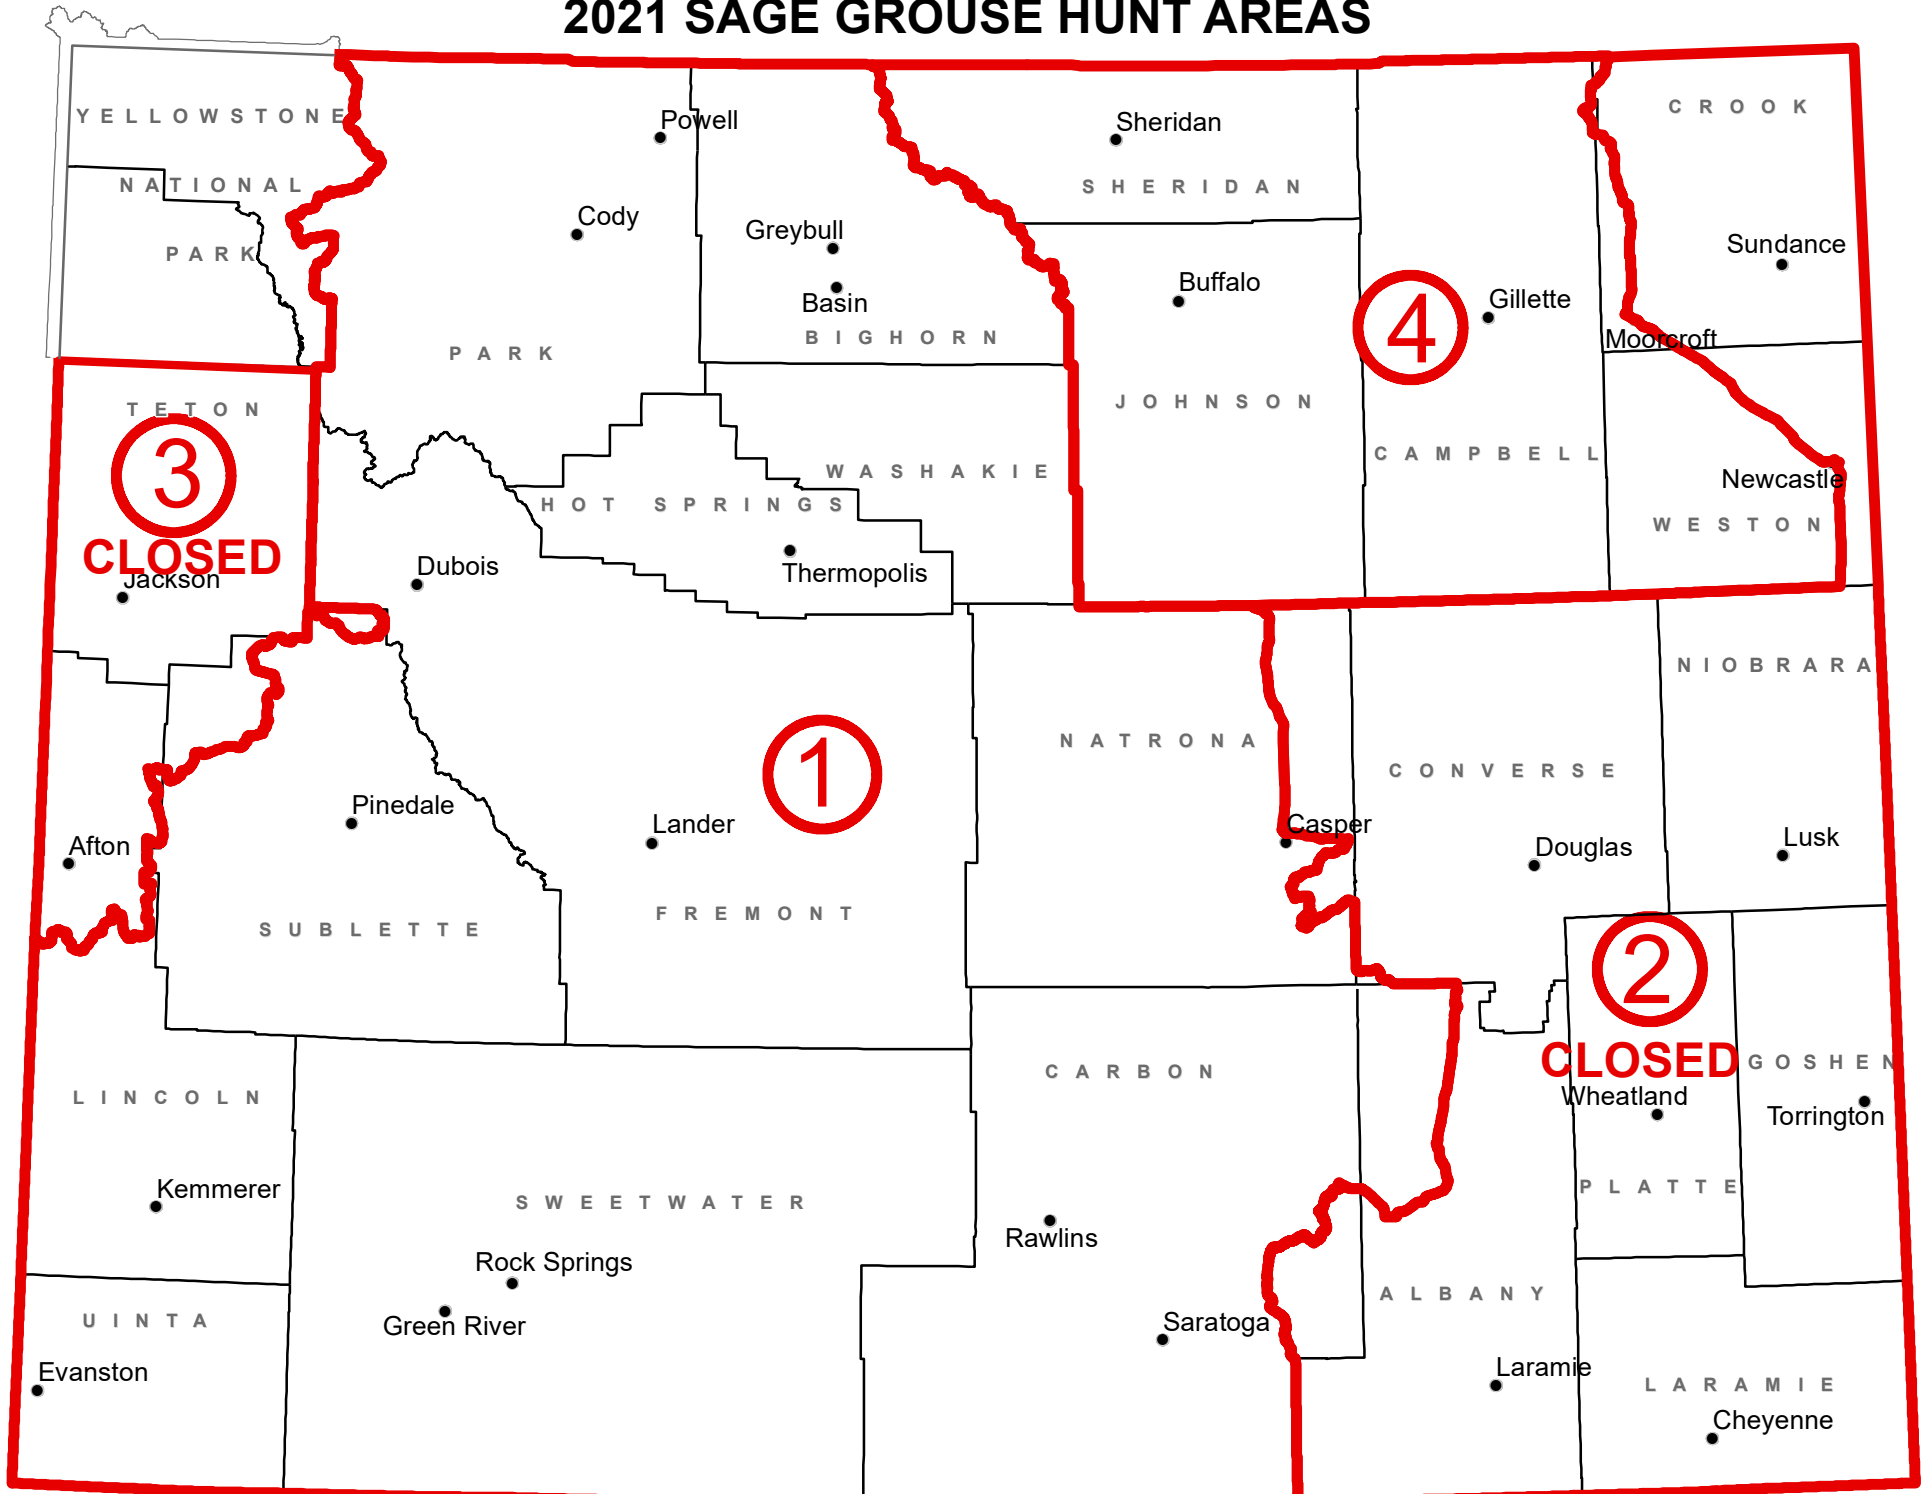 2021 SAGE GROUSE HUNT AREAS
YELLOWSTONE
NATIONAL
PARK
Powell
Sheridan
SHERIDAN
CROOK
Cody
Greybull
Basin
BIGHORN
Buffalo
4
Gillette
Sundance
Moorcroft
PARK
JOHNSON
CAMPBELL
TETON
3
CLOSED
Jackson
WASHAKIE
HOT SPRINGS
Thermopolis
Dubois
Newcastle
WESTON
NIOBRARA
NATRONA
CONVERSE
1
Pinedale
Lander
Casper
Douglas
Lusk
Afton
SUBLETTE
FREMONT
2
CLOSED
Wheatland
GOSHEN
Torrington
LINCOLN
CARBON
Kemmerer
SWEETWATER
PLATTE
Rawlins
Rock Springs
Green River
UINTA
Evanston
Saratoga
ALBANY
Laramie
LARAMIE
Cheyenne